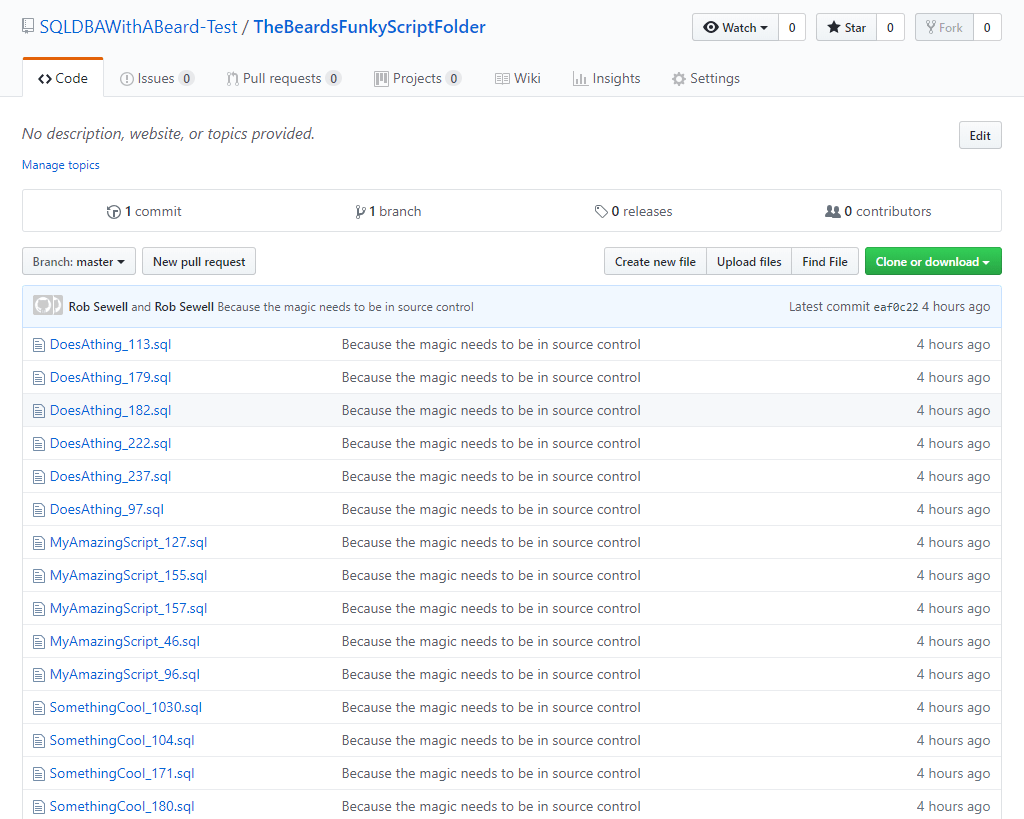 SQLDBAWithABeard-Test / TheBeardsFunkyScriptFolder Watch 0 Star 0 Fork 0
Code Issues 0 Pull requests 0 Projects 0 Wiki Insights Settings
No description, website, or topics provided. Edit
Manage topics
1 commit 1 branch 0 releases 0 contributors
Branch: master New pull request Create new file Upload files Find File Clone or download
Rob Sewell and Rob Sewell Because the magic needs to be in source control Latest commit eaf0c22 4 hours ago
DoesAthing_113.sql Because the magic needs to be in source control 4 hours ago
DoesAthing_179.sql Because the magic needs to be in source control 4 hours ago
DoesAthing_182.sql Because the magic needs to be in source control 4 hours ago
DoesAthing_222.sql Because the magic needs to be in source control 4 hours ago
DoesAthing_237.sql Because the magic needs to be in source control 4 hours ago
DoesAthing_97.sql Because the magic needs to be in source control 4 hours ago
MyAmazingScript_127.sql Because the magic needs to be in source control 4 hours ago
MyAmazingScript_155.sql Because the magic needs to be in source control 4 hours ago
MyAmazingScript_157.sql Because the magic needs to be in source control 4 hours ago
MyAmazingScript_46.sql Because the magic needs to be in source control 4 hours ago
MyAmazingScript_96.sql Because the magic needs to be in source control 4 hours ago
SomethingCool_1030.sql Because the magic needs to be in source control 4 hours ago
SomethingCool_104.sql Because the magic needs to be in source control 4 hours ago
SomethingCool_171.sql Because the magic needs to be in source control 4 hours ago
SomethingCool_180.sql Because the magic needs to be in source control 4 hours ago